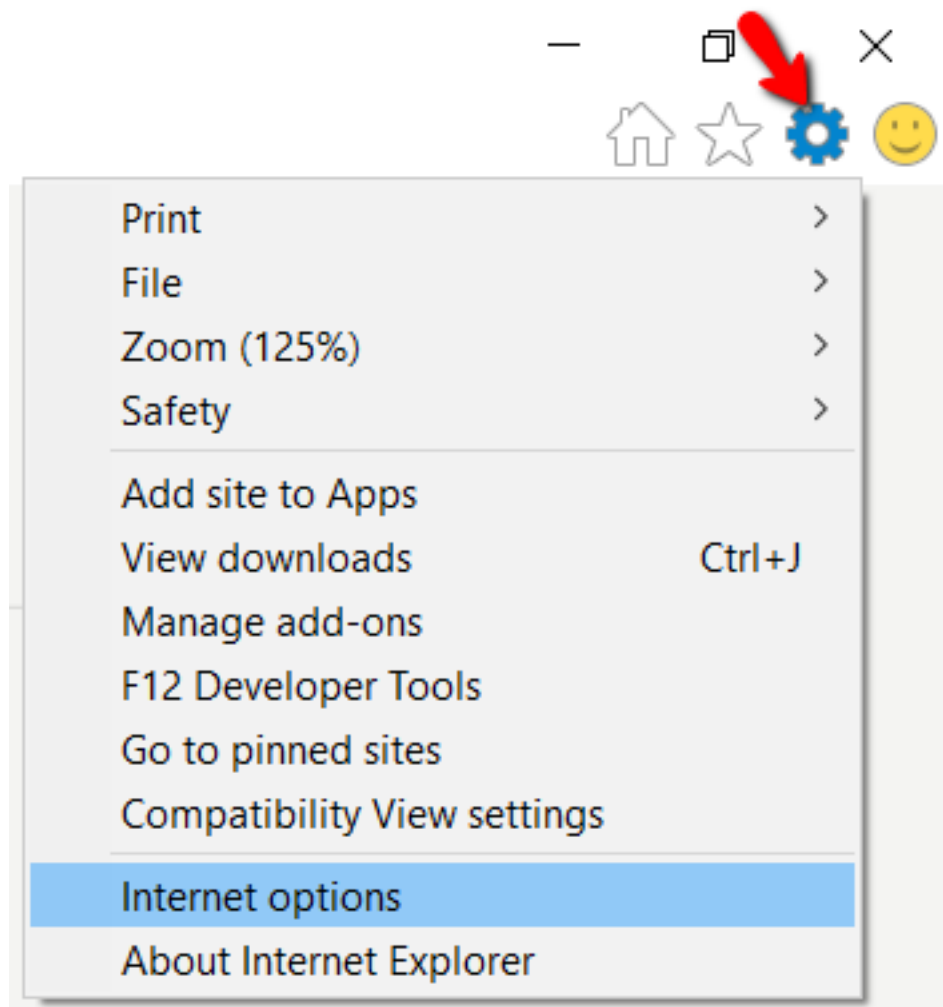 Print
File
Zoom (125%)
Safety
Add site to Apps
View downloads Ctrl+J
Manage add-ons
F12 Developer Tools
Go to pinned sites
Compatibility View settings
Internet options
About Internet Explorer